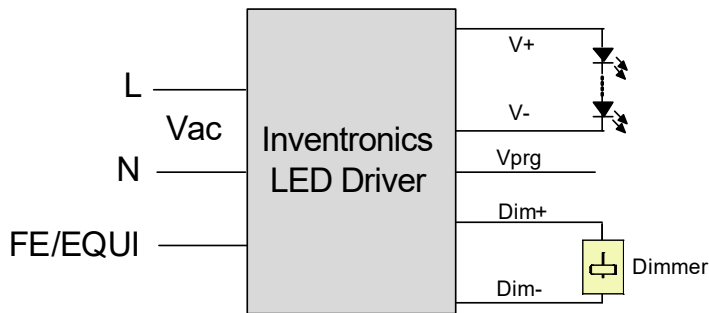 L
Vac
N
FE/EQUI
Inventronics
LED Driver
V+
V-
Vprg
Dim+
Dim-
Dimmer